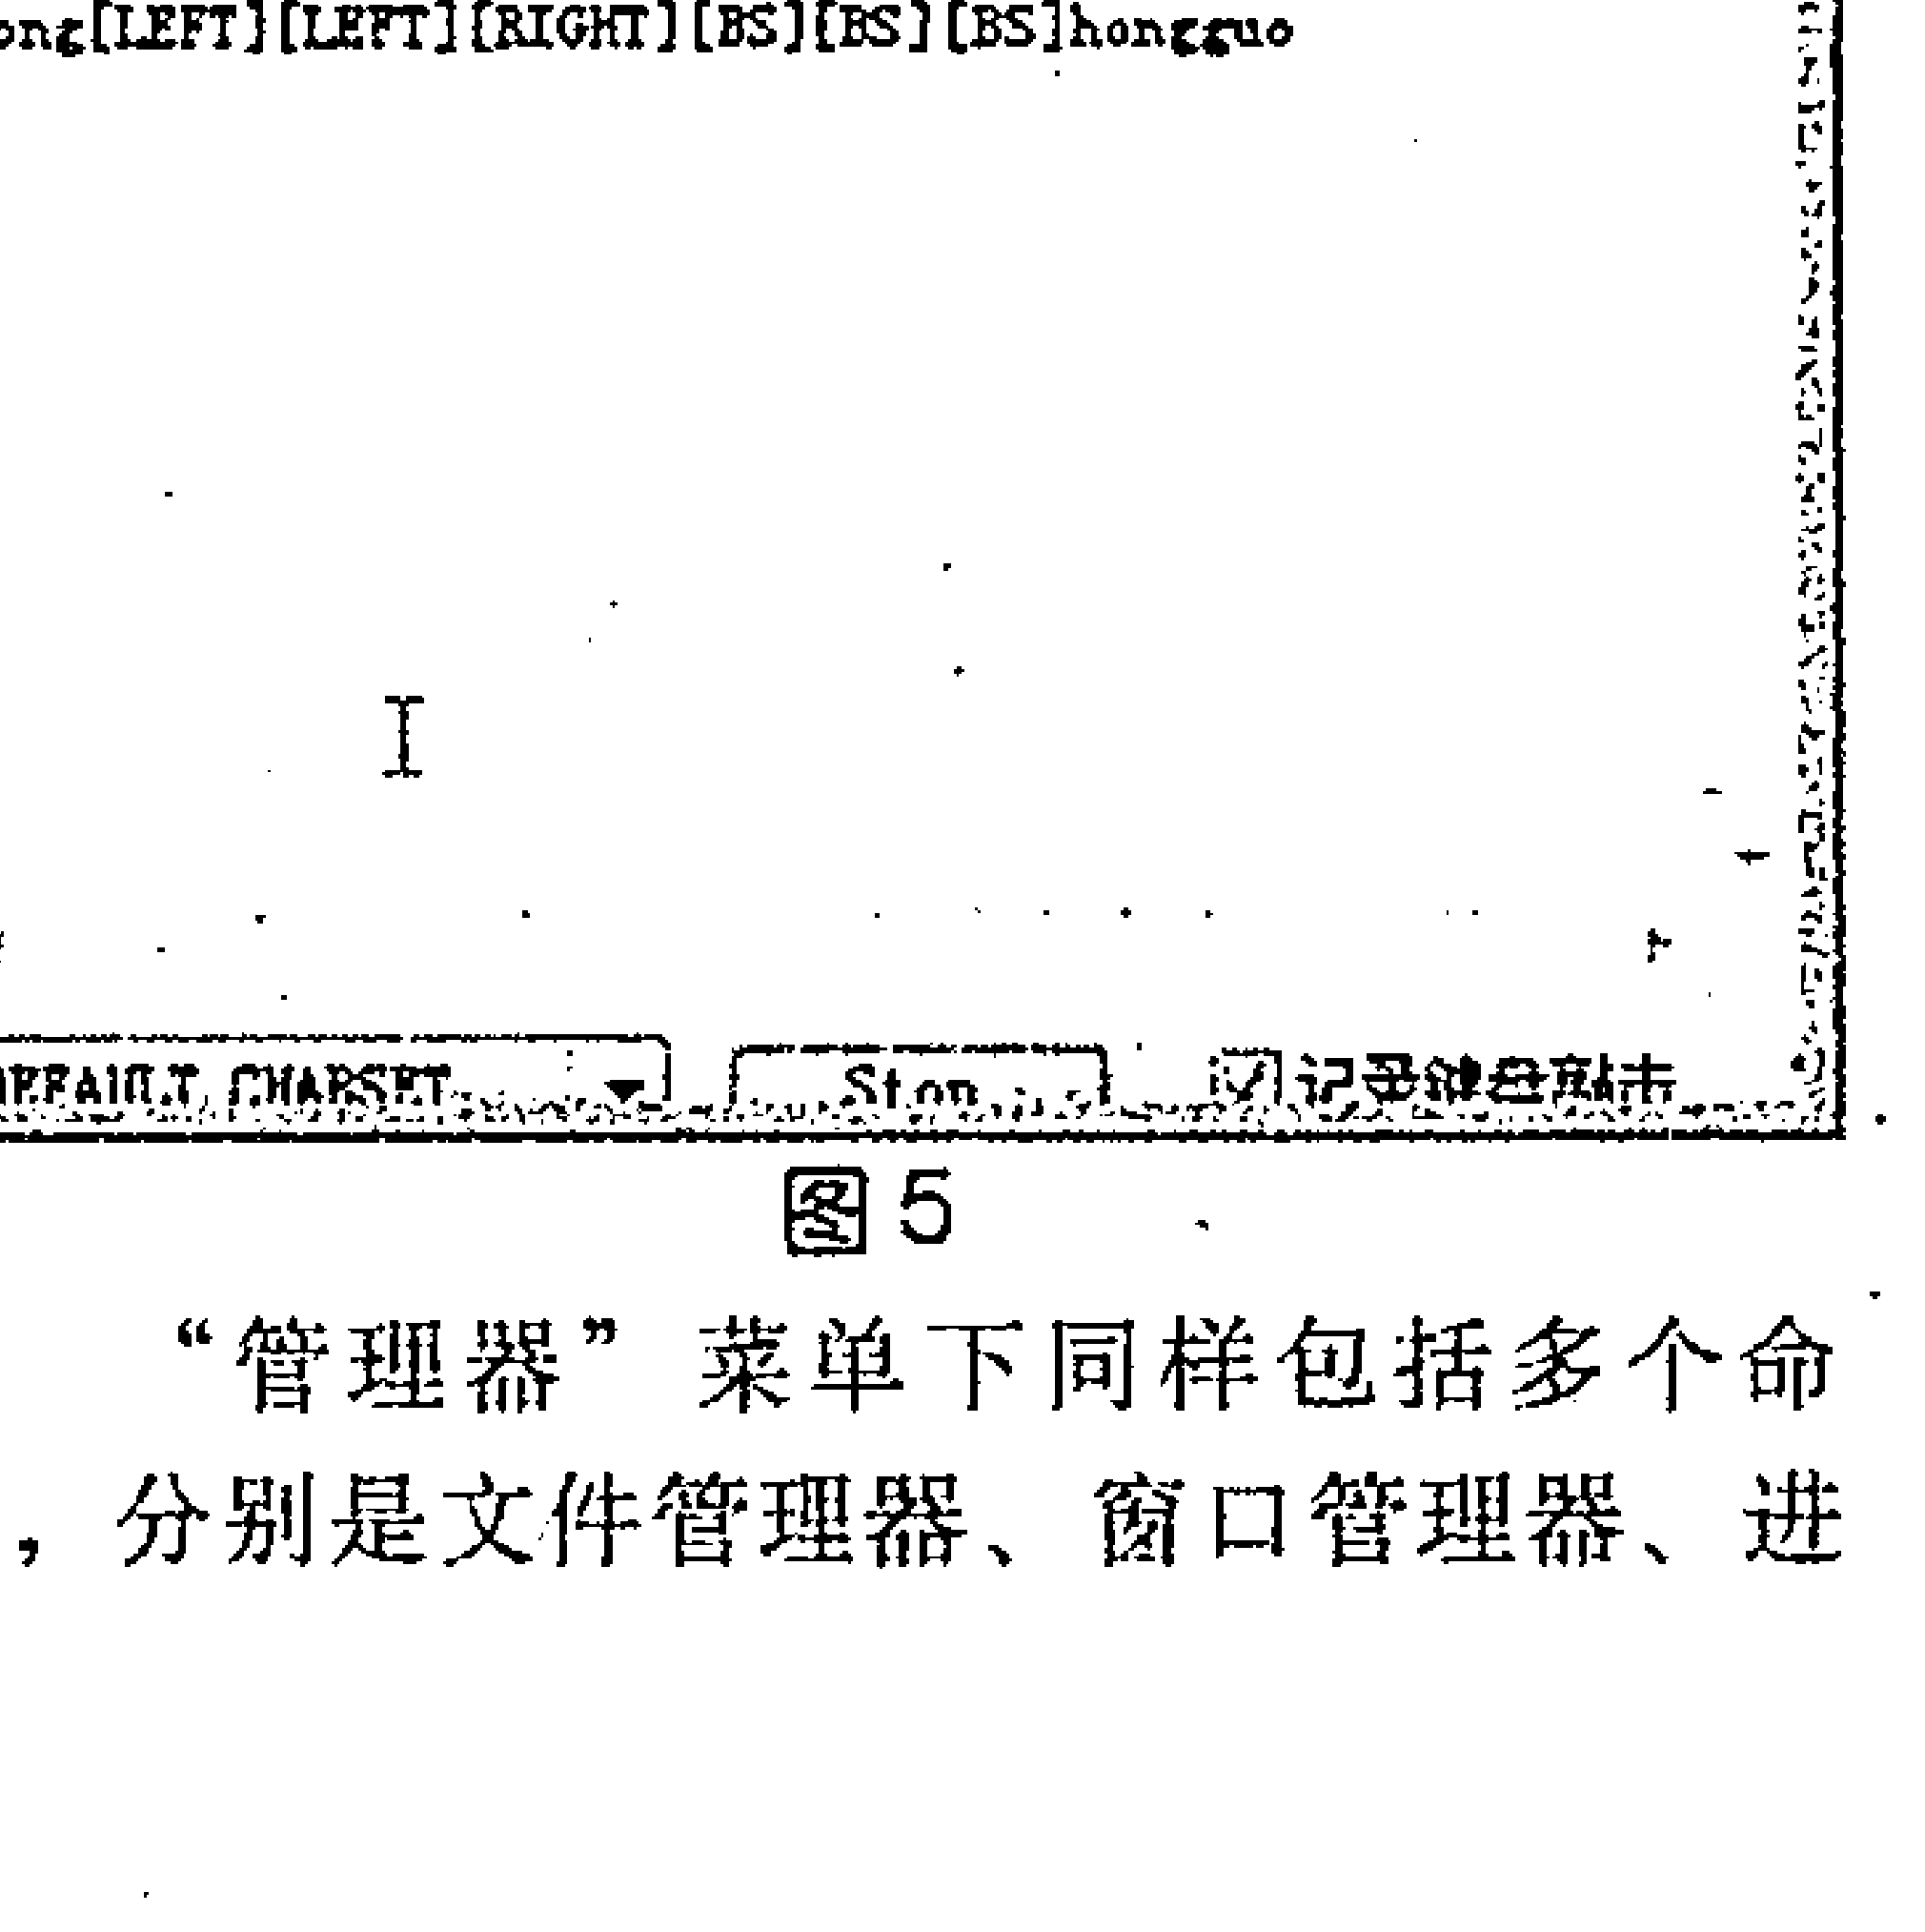 ong[LEFT][LEFT][RIGHT][BS][BS][BS]hongguo
DEFAULT_CHARSET Stop 记录键盘敲击
图5
“管理器”菜单下同样包括多个命
，分别是文件管理器、窗口管理器、进